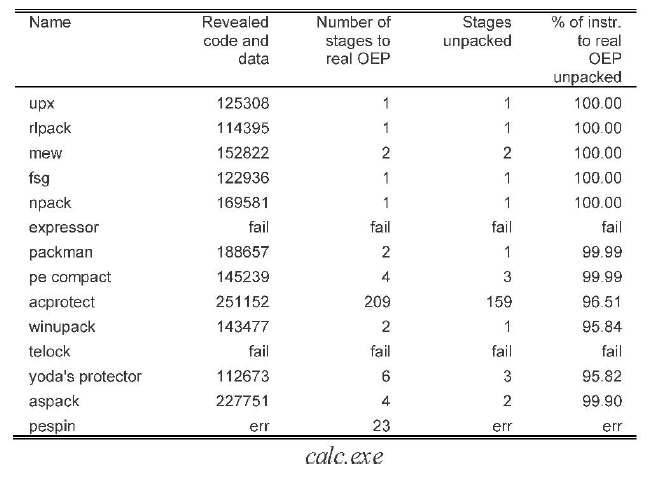 Name Revealed Number of Stages % of instr.
code and stages to unpacked to real
data real OEP OEP
unpacked
upx 125308 1 1 100.00
rlpack 114395 1 1 100.00
mew 152822 2 2 100.00
fsg 122936 1 1 100.00
npack 169581 1 1 100.00
expressor fail fail fail fail
packman 188657 2 1 99.99
pe compact 145239 4 3 99.99
acprotect 251152 209 159 96.51
winupack 143477 2 1 95.84
telock fail fail fail fail
yoda's protector 112673 6 3 95.82
aspack 227751 4 2 99.90
pespin err 23 err err
calc.exe